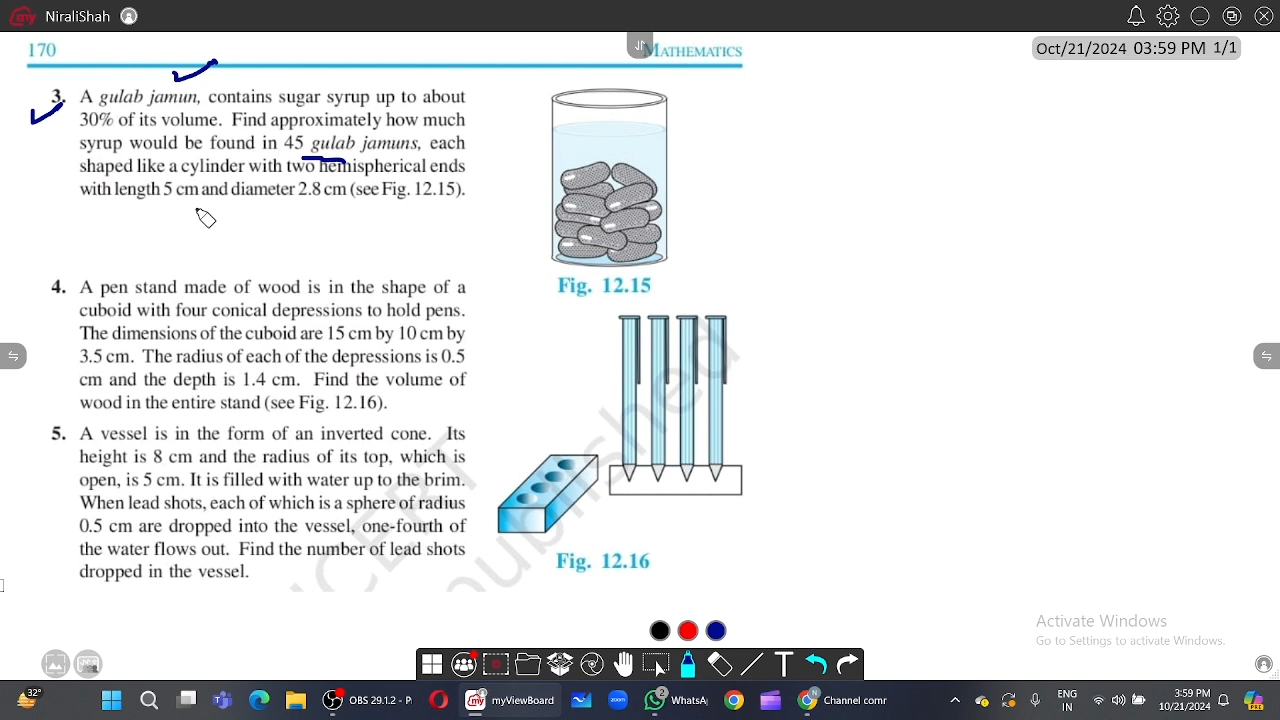 my NiraliShah
170
MATHEMATICS
Oct/21/2024 03:59 PM 1/1
3. A gulab jamun, contains sugar syrup up to about
30% of its volume. Find approximately how much
syrup would be found in 45 gulab jamuns, each
shaped like a cylinder with two hemispherical ends
with length 5 cm and diameter 2.8 cm (see Fig. 12.15).
Fig. 12.15
4. A pen stand made of wood is in the shape of a
cuboid with four conical depressions to hold pens.
The dimensions of the cuboid are 15 cm by 10 cm by
3.5 cm. The radius of each of the depressions is 0.5
cm and the depth is 1.4 cm. Find the volume of
wood in the entire stand (see Fig. 12.16).
5. A vessel is in the form of an inverted cone. Its
height is 8 cm and the radius of its top, which is
open, is 5 cm. It is filled with water up to the brim.
When lead shots, each of which is a sphere of radius
0.5 cm are dropped into the vessel, one-fourth of
the water flows out. Find the number of lead shots
dropped in the vessel.
Fig. 12.16
Activate Windows
Go to Settings to activate Windows.
T
32°
OBS 29.1.2 - P
my myViewBoard
zoom
2
WhatsA
N
Channel comr
ENG
IN
3:59 PM
10/21/2024